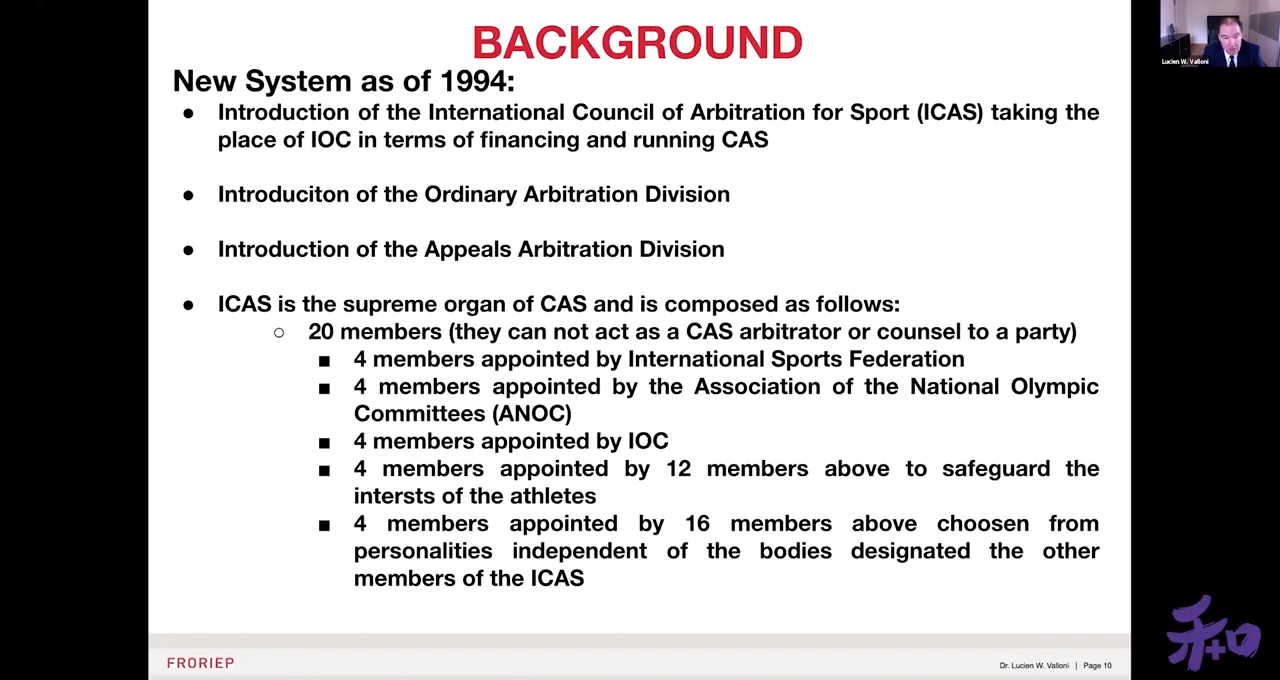 BACKGROUND
New System as of 1994:
● Introduction of the International Council of Arbitration for Sport (ICAS) taking the
place of IOC in terms of financing and running CAS
● Introduciton of the Ordinary Arbitration Division
● Introduction of the Appeals Arbitration Division
● ICAS is the supreme organ of CAS and is composed as follows:
○ 20 members (they can not act as a CAS arbitrator or counsel to a party)
■ 4 members appointed by International Sports Federation
■ 4 members appointed by the Association of the National Olympic
Committees (ANOC)
■ 4 members appointed by IOC
■ 4 members appointed by 12 members above to safeguard the
intersts of the athletes
■ 4 members appointed by 16 members above choosen from
personalities independent of the bodies designated the other
members of the ICAS
FRORIEP
Dr. Lucien W. Valloni | Page 10
Lucien W. Valloni
和